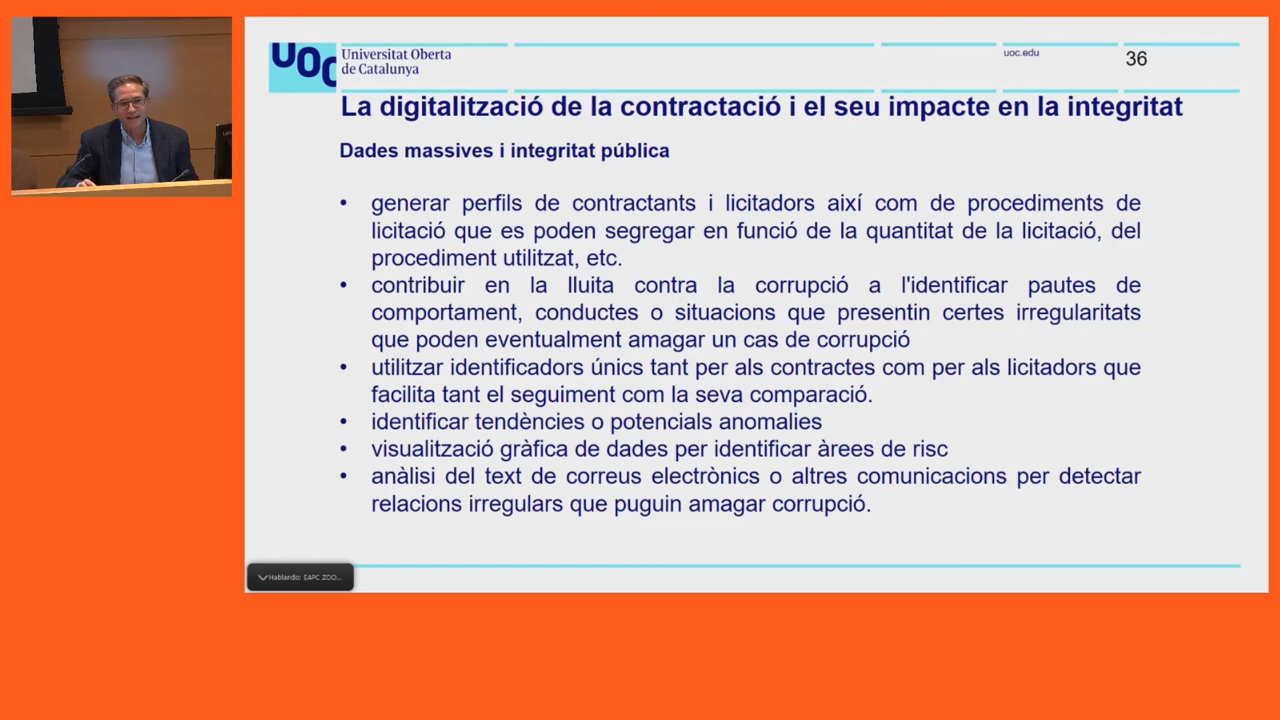 UOC
Universitat Oberta
de Catalunya
uoc.edu
36
La digitalització de la contractació i el seu impacte en la integritat
Dades massives i integritat pública
• generar perfils de contractants i licitadors així com de procediments de
licitació que es poden segregar en funció de la quantitat de la licitació, del
procediment utilitzat, etc.
• contribuir en la lluita contra la corrupció a l'identificar pautes de
comportament, conductes o situacions que presentin certes irregularitats
que poden eventualment amagar un cas de corrupció
• utilitzar identificadors únics tant per als contractes com per als licitadors que
facilita tant el seguiment com la seva comparació.
• identificar tendències o potencials anomalies
• visualització gràfica de dades per identificar àrees de risc
• anàlisi del text de correus electrònics o altres comunicacions per detectar
relacions irregulars que puguin amagar corrupció.
Hablando: EAPC ZOO...